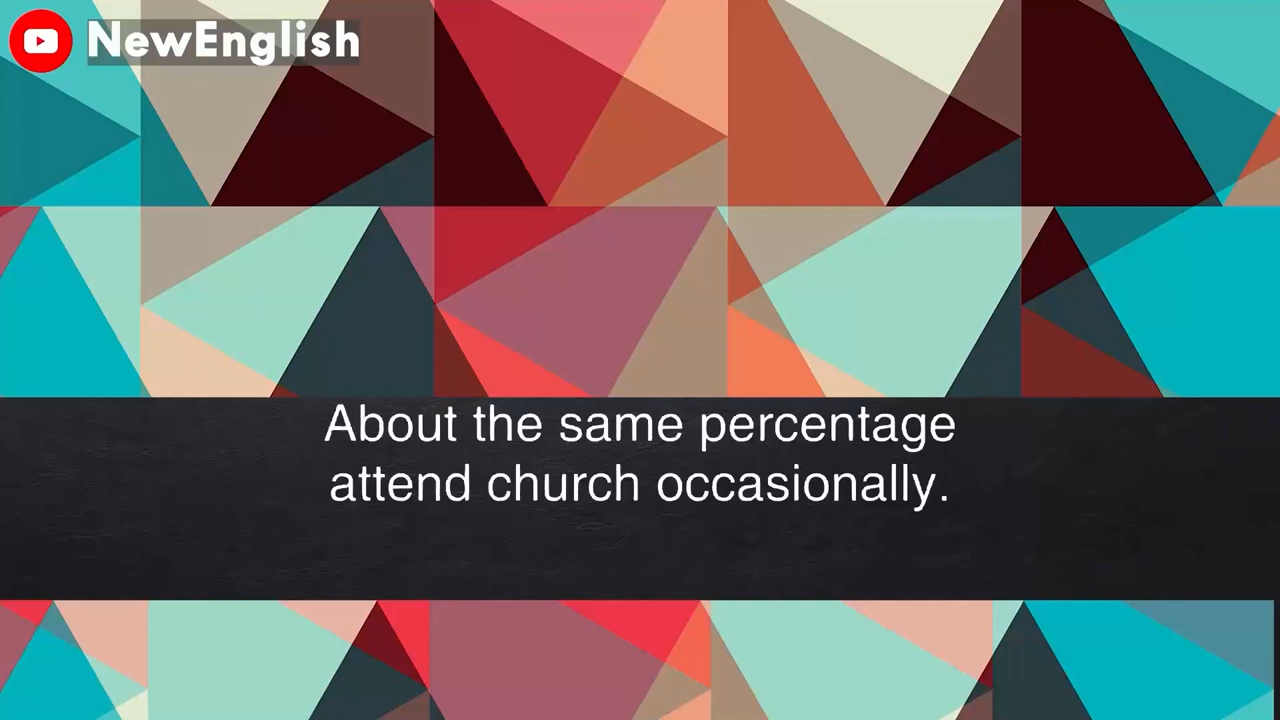 NewEnglish
About the same percentage
attend church occasionally.